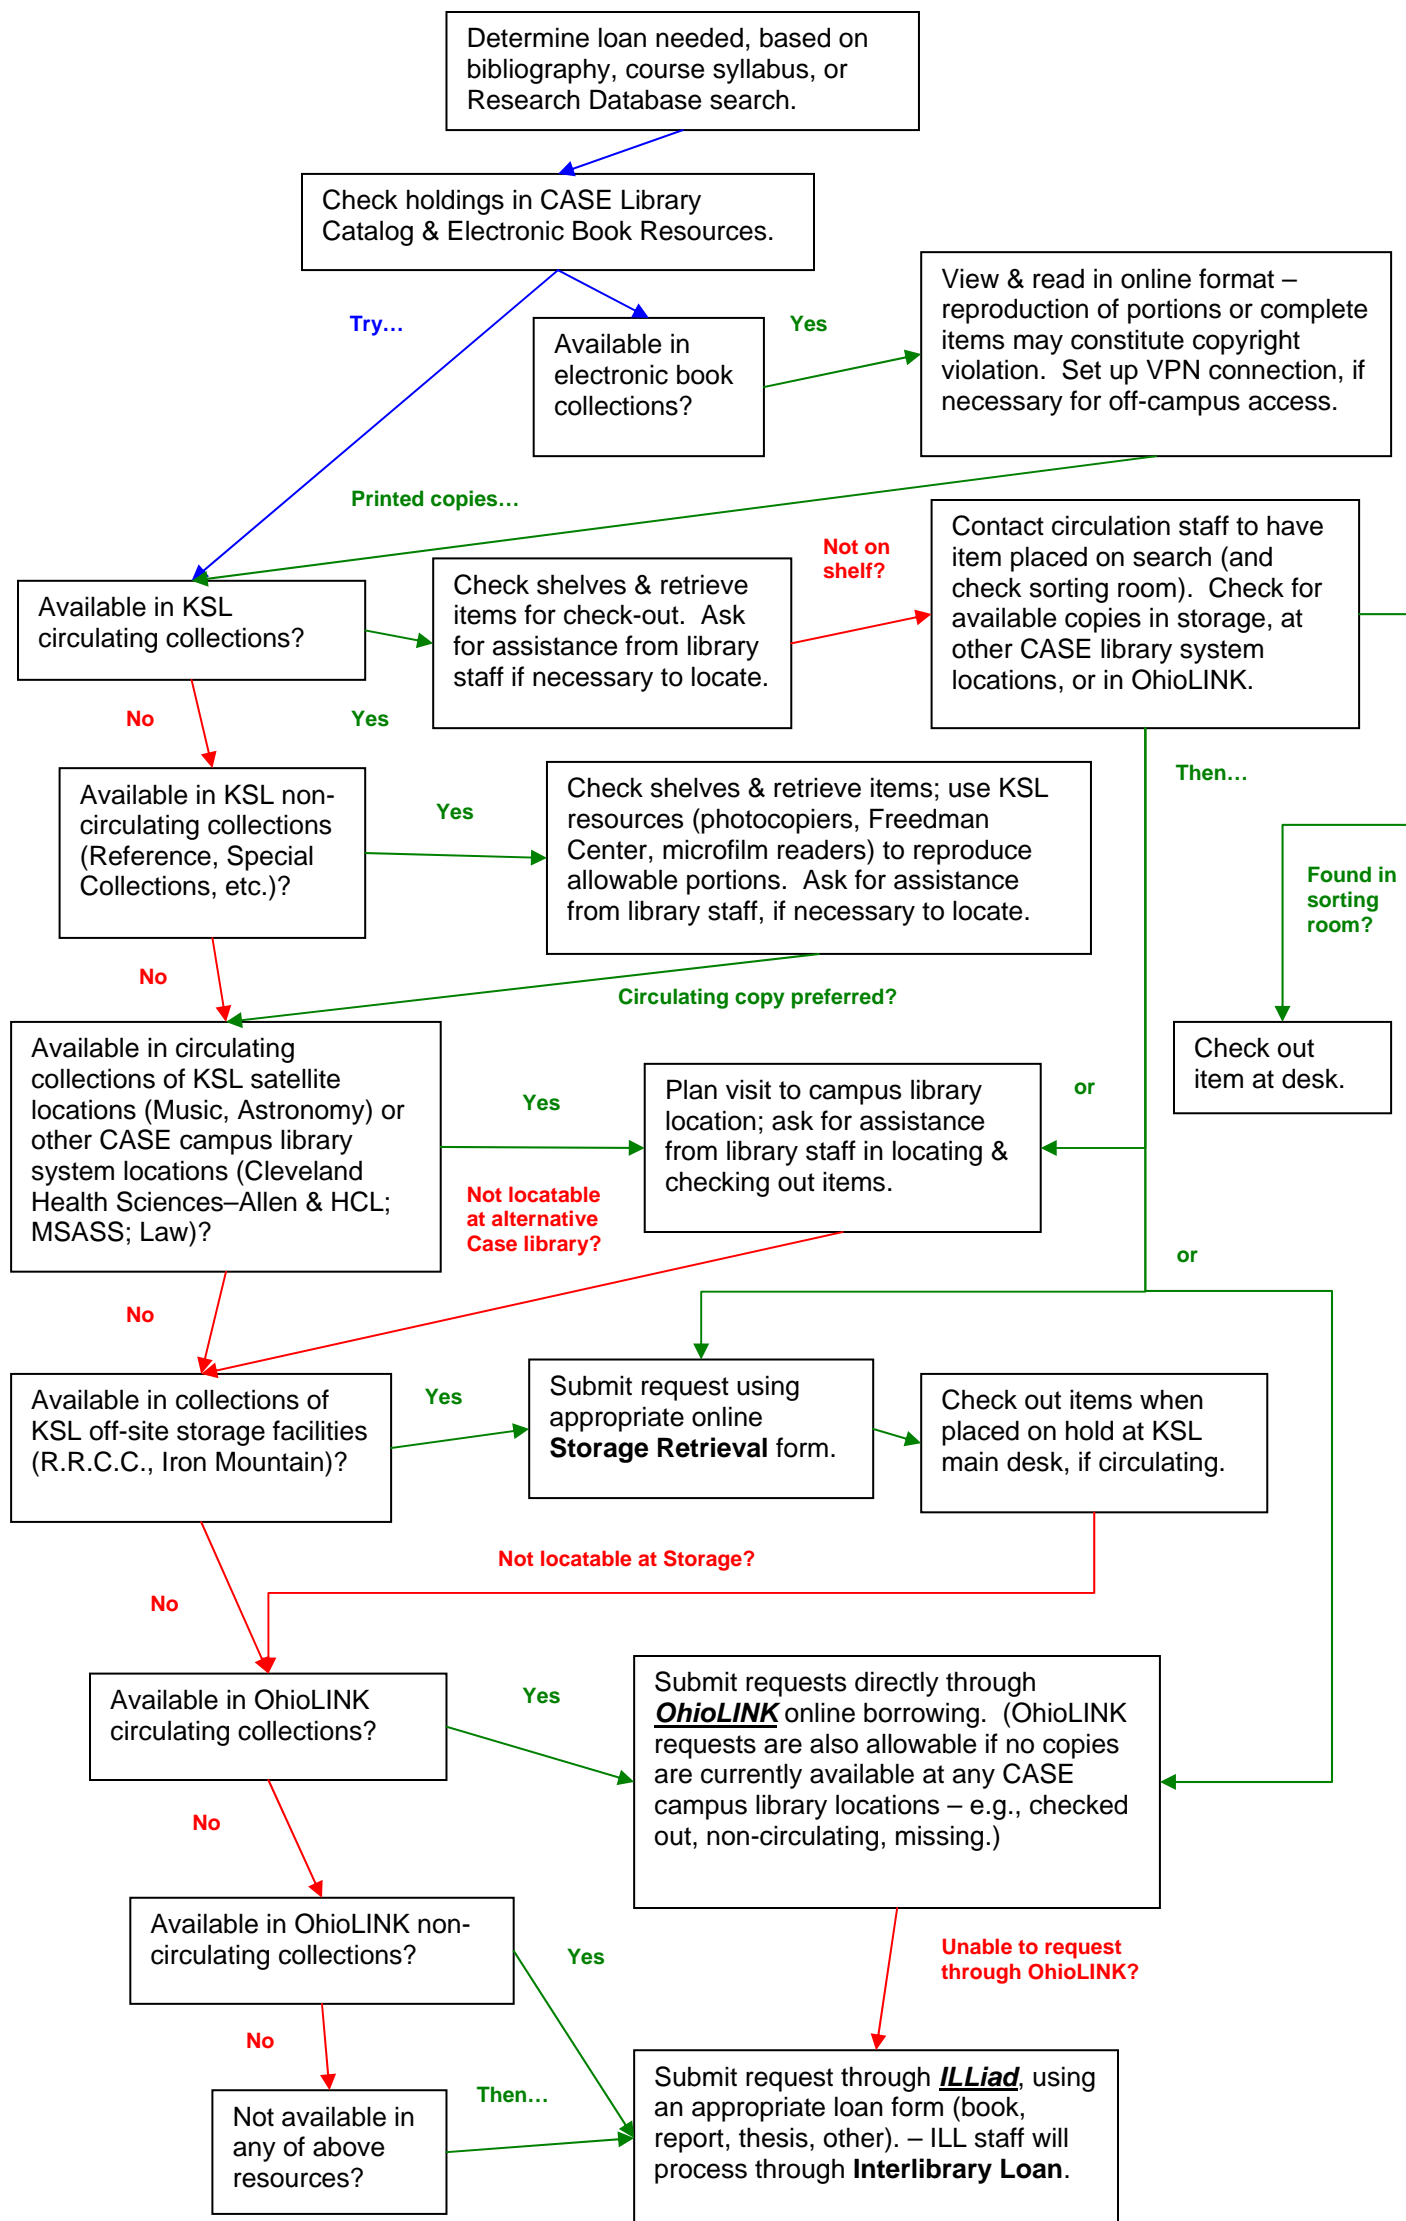 Determine loan needed, based on
bibliography, course syllabus, or
Research Database search.
Check holdings in CASE Library
Catalog & Electronic Book Resources.
Try…
Available in
electronic book
collections?
Yes
View & read in online format –
reproduction of portions or complete
items may constitute copyright
violation.  Set up VPN connection, if
necessary for off-campus access.
Printed copies…
Available in KSL
circulating collections?
Check shelves & retrieve
items for check-out.  Ask
for assistance from library
staff if necessary to locate.
Not on
shelf?
Contact circulation staff to have
item placed on search (and
check sorting room).  Check for
available copies in storage, at
other CASE library system
locations, or in OhioLINK.
No
Yes
Then…
Available in KSL non-
circulating collections
(Reference, Special
Collections, etc.)?
Yes
Check shelves & retrieve items; use KSL
resources (photocopiers, Freedman
Center, microfilm readers) to reproduce
allowable portions.  Ask for assistance
from library staff, if necessary to locate.
Found in
sorting
room?
No
Circulating copy preferred?
Available in circulating
collections of KSL satellite
locations (Music, Astronomy) or
other CASE campus library
system locations (Cleveland
Health Sciences–Allen & HCL;
MSASS; Law)?
Yes
Plan visit to campus library
location; ask for assistance
from library staff in locating &
checking out items.
or
Check out
item at desk.
Not locatable
at alternative
Case library?
or
No
Available in collections of
KSL off-site storage facilities
(R.R.C.C., Iron Mountain)?
Yes
Submit request using
appropriate online
Storage Retrieval form.
Check out items when
placed on hold at KSL
main desk, if circulating.
Not locatable at Storage?
No
Available in OhioLINK
circulating collections?
Yes
Submit requests directly through
OhioLINK online borrowing.  (OhioLINK
requests are also allowable if no copies
are currently available at any CASE
campus library locations – e.g., checked
out, non-circulating, missing.)
No
Available in OhioLINK non-
circulating collections?
Yes
Unable to request
through OhioLINK?
No
Not available in
any of above
resources?
Then…
Submit request through ILLiad, using
an appropriate loan form (book,
report, thesis, other). – ILL staff will
process through Interlibrary Loan.